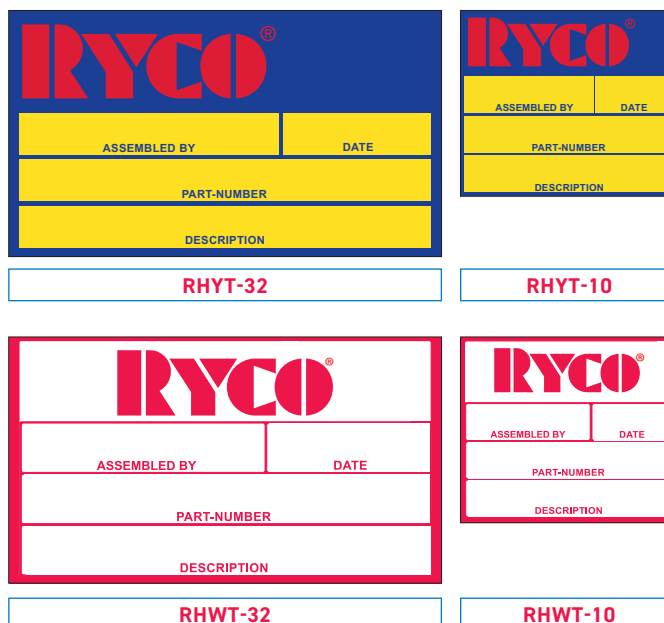 RYCO®
ASSEMBLED BY DATE
PART-NUMBER
DESCRIPTION
RHYT-32
RYCO®
ASSEMBLED BY DATE
PART-NUMBER
DESCRIPTION
RHYT-10
RYCO®
ASSEMBLED BY DATE
PART-NUMBER
DESCRIPTION
RHWT-32
RYCO®
ASSEMBLED BY DATE
PART-NUMBER
DESCRIPTION
RHWT-10